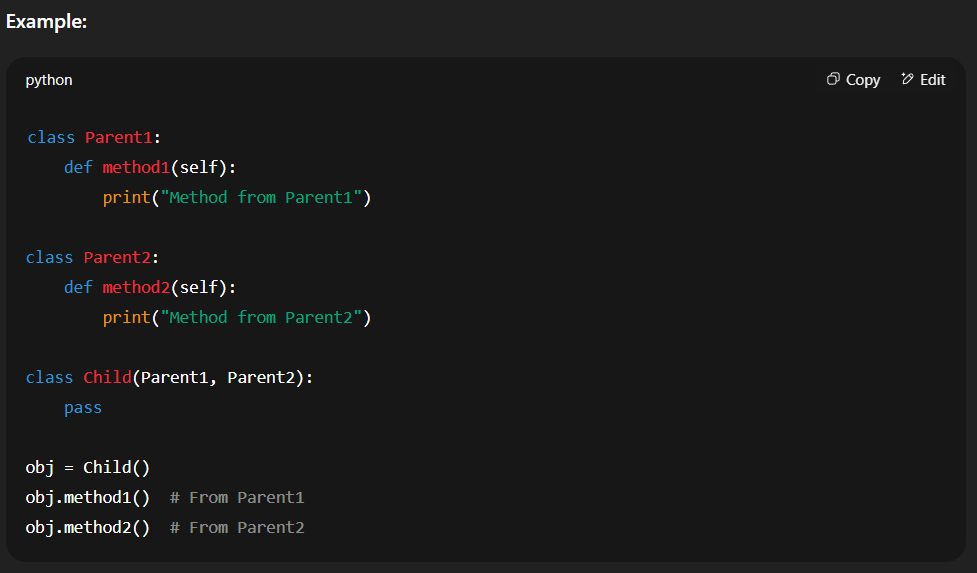 Example:
python
Copy
Edit
class Parent1:
    def method1(self):
        print("Method from Parent1")
class Parent2:
    def method2(self):
        print("Method from Parent2")
class Child(Parent1, Parent2):
    pass
obj = Child()
obj.method1()  # From Parent1
obj.method2()  # From Parent2